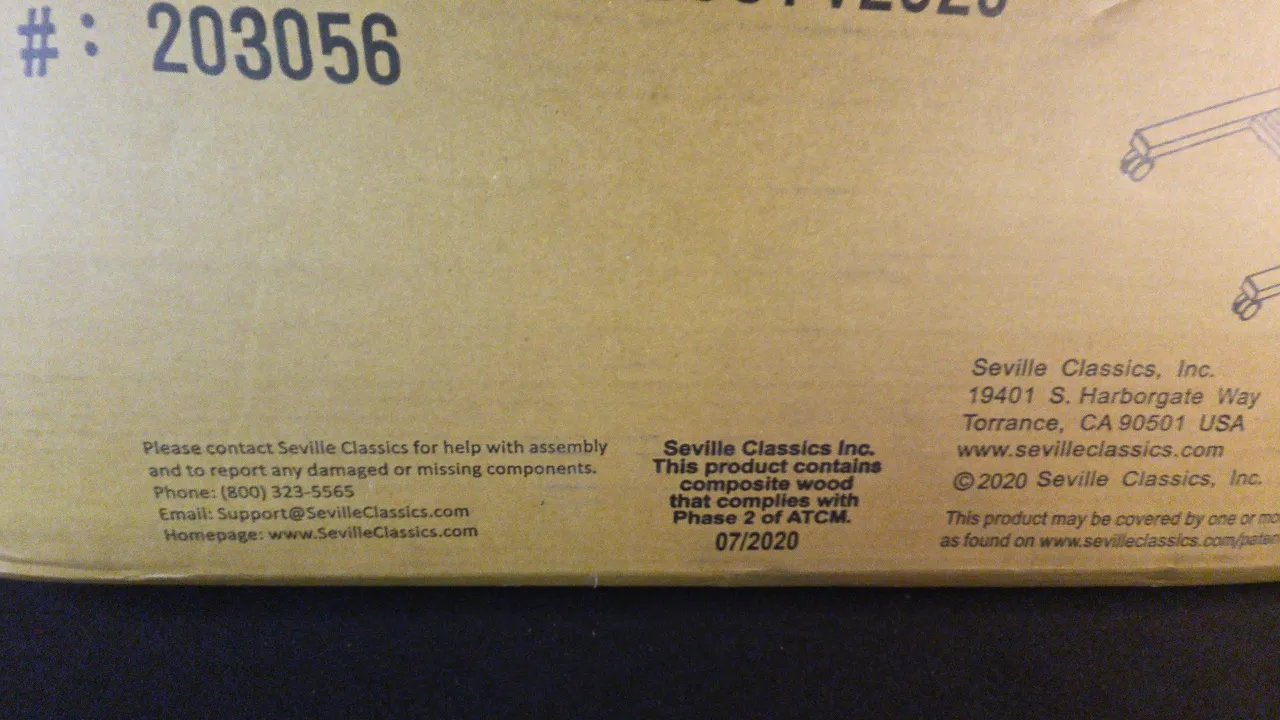 #: 203056
Please contact Seville Classics for help with assembly
and to report any damaged or missing components.
Phone: (800) 323-5565
Email: Support@SevilleClassics.com
Homepage: www.SevilleClassics.com
Seville Classics Inc.
This product contains
composite wood
that complies with
Phase 2 of ATCM.
07/2020
Seville Classics, Inc.
19401 S. Harborgate Way
Torrance, CA 90501 USA
www.sevilleclassics.com
©2020 Seville Classics, Inc.
This product may be covered by one or
as found on www.sevilleclassics.com/